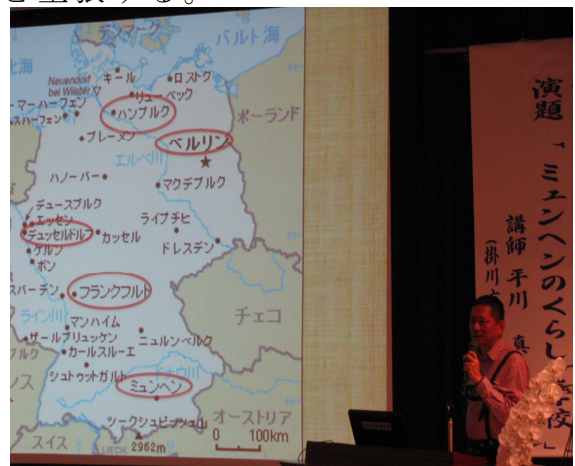 を主張する。
デンマーク
バルト海
北海
Neuendorf
bei Wilster
キール
ロストク
リューベック
ーマーハーフェン
ハンブルク
ポーランド
ブレーメン
ベルリン
エルベ川
ハノーバー
マクデブルク
デュースブルク
エッセン
デュッセルドルフ
カッセル
ライプチヒ
ドレスデン
ケルン
ボン
スバーデン
フランクフルト
チェコ
ライン川
マンハイム
ザールブリュッケン
ニュルンベルク
カールスルーエ
シュトゥットガルト
ドナウ川
ミュンヘン
ツークシュピッツェ山
2962m
オーストリア
スイス
LIECH.
0 100km
演題 「ミュンヘンのくらし
講師 平川 真
(掛川
校」